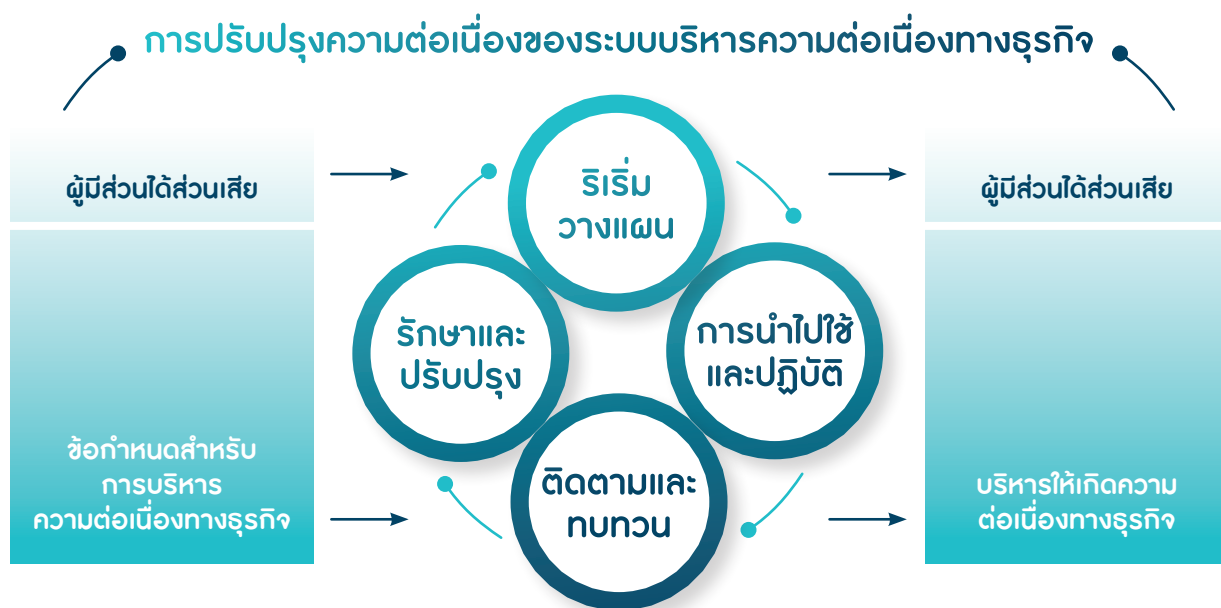 การปรับปรุงความต่อเนื่องของระบบบริหารความต่อเนื่องทางธุรกิจ
ผู้มีส่วนได้ส่วนเสีย
ข้อกำหนดสำหรับ
การบริหาร
ความต่อเนื่องทางธุรกิจ
ริเริ่ม
วางแผน
รักษาและ
ปรับปรุง
การนำไปใช้
และปฏิบัติ
ติดตามและ
ทบทวน
ผู้มีส่วนได้ส่วนเสีย
บริหารให้เกิดความ
ต่อเนื่องทางธุรกิจ